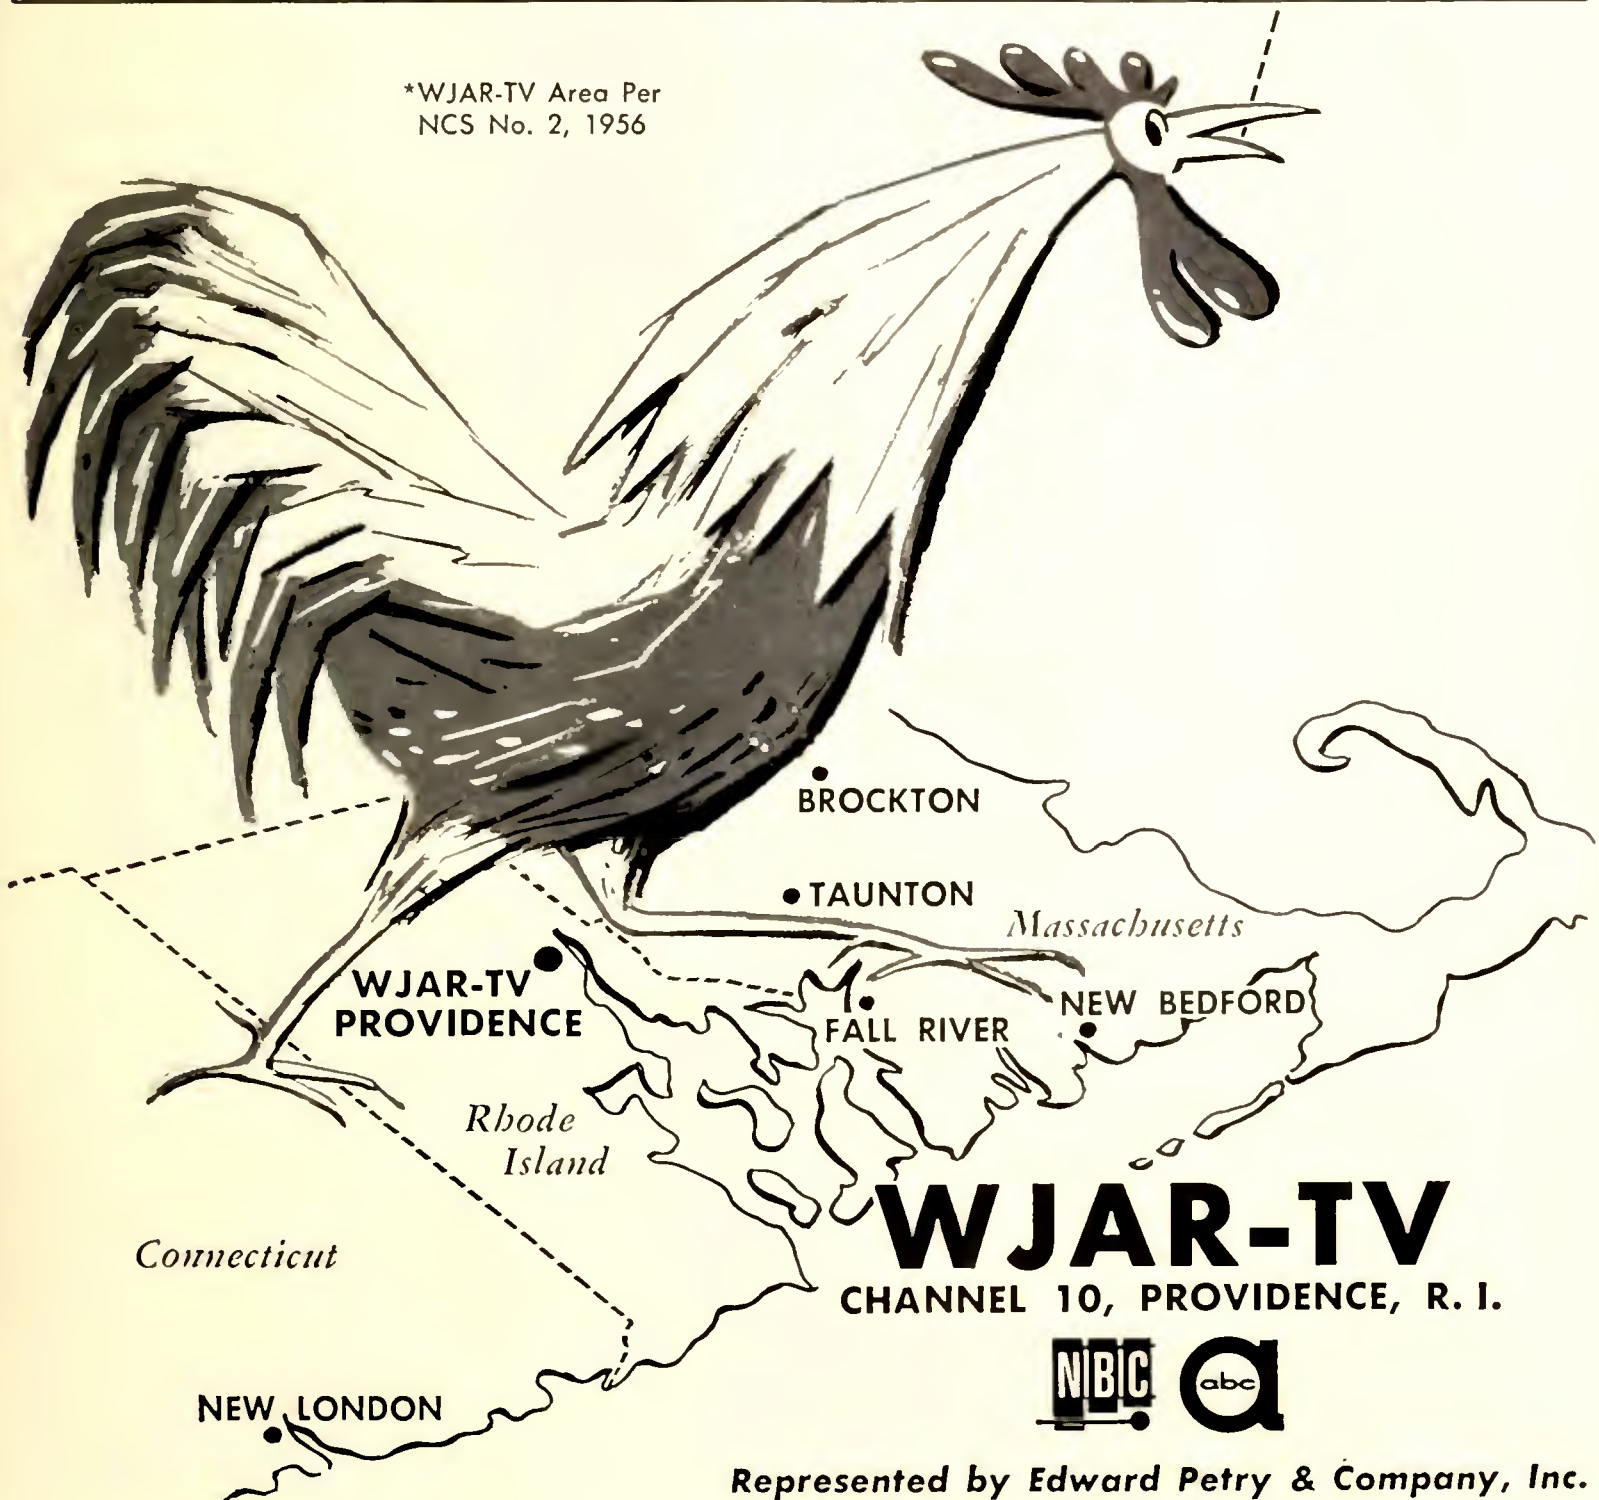 *WJAR-TV Area Per
NCS No. 2, 1956
BROCKTON
TAUNTON
Massachusetts
WJAR-TV
PROVIDENCE
NEW BEDFORD
FALL RIVER
Rhode
Island
WJAR-TV
Connecticut
CHANNEL 10, PROVIDENCE, R. I.
NBC
abc
NEW LONDON
Represented by Edward Petry & Company, Inc.